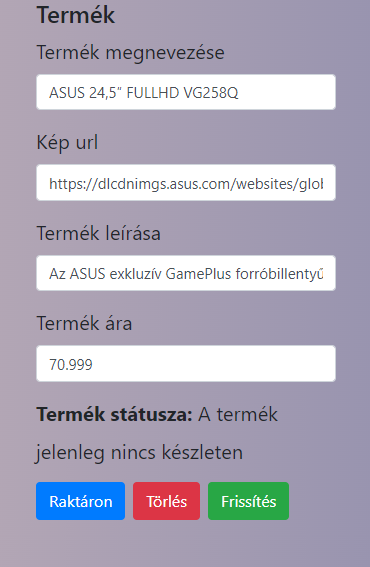 Termék
Termék megnevezése
ASUS 24,5” FULLHD VG258Q
Kép url
https://dlcdnimgs.asus.com/websites/glob
Termék leírása
Az ASUS exkluzív GamePlus forróbillentyű
Termék ára
70.999
Termék státusza: A termék
jelenleg nincs készleten
Raktáron Törlés Frissítés